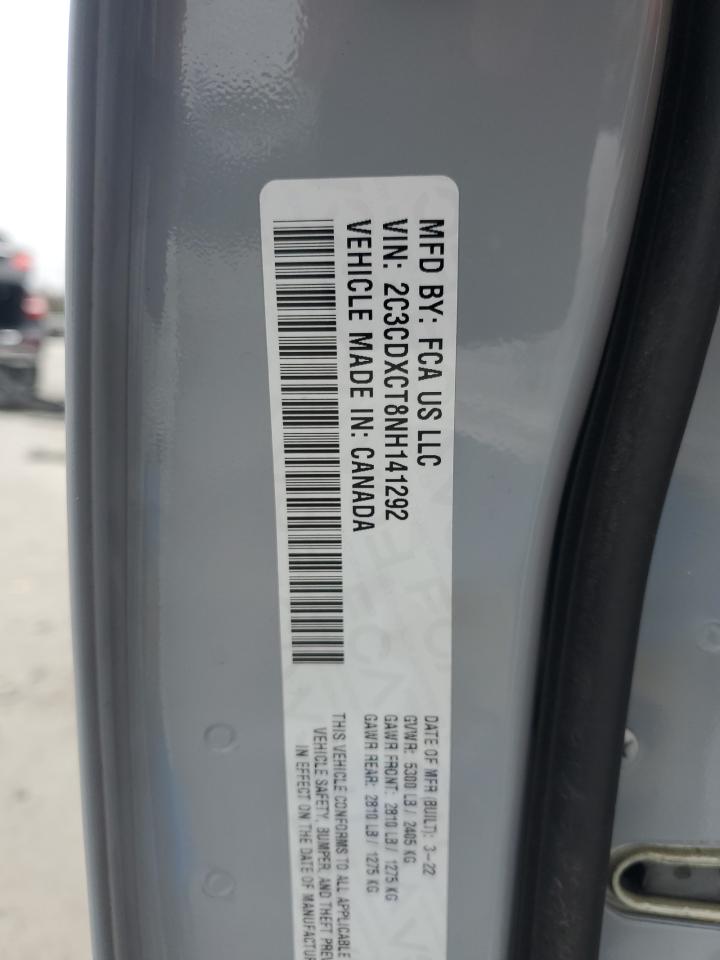 MFD BY: FCA US LLC
VIN: 2C3CDXCT8NH141292
VEHICLE MADE IN: CANADA
DATE OF MFR (BUILT): 3-22
GVWR: 5300 LB / 2405 KG
GAWR FRONT: 2810 LB / 1275 KG
GAWR REAR: 2810 LB / 1275 KG
THIS VEHICLE CONFORMS TO ALL APPLICABLE
VEHICLE SAFETY, BUMPER, AND THEFT PREV
IN EFFECT ON THE DATE OF MANUFACTUR